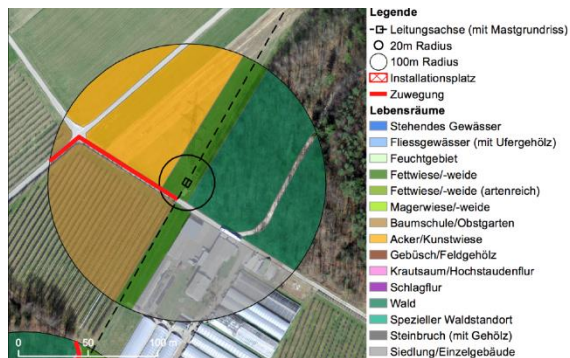 Legende
Leitungsachse (mit Mastgrundriss)
20m Radius
100m Radius
Installationsplatz
Zuwegung
Lebensräume
Stehendes Gewässer
Fliessgewässer (mit Ufergehölz)
Feuchtgebiet
Fettwiese/-weide
Fettwiese/-weide (artenreich)
Magerwiese/-weide
Baumschule/Obstgarten
Acker/Kunstwiese
Gebüsch/Feldgehölz
Krautsaum/Hochstaudenflur
Schlagflur
Wald
Spezieller Waldstandort
Steinbruch (mit Gehölz)
Siedlung/Einzelgebäude
0 50 100 m